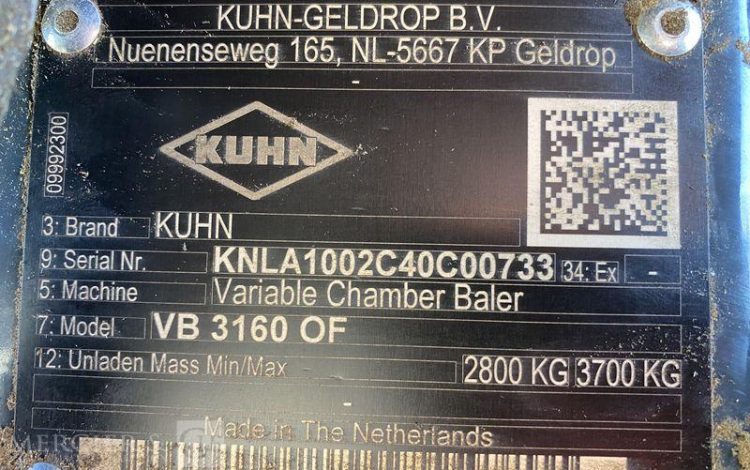 KUHN-GELDROP B.V.
Nuenenseweg 165, NL-5667 KP Geldrop
-
09992300
KUHN
3: Brand KUHN
9: Serial Nr. KNLA1002C40C00733 34: Ex -
5: Machine Variable Chamber Baler
7: Model VB 3160 OF
12: Unladen Mass Min/Max 2800 KG 3700 KG
-
Made in The Netherlands